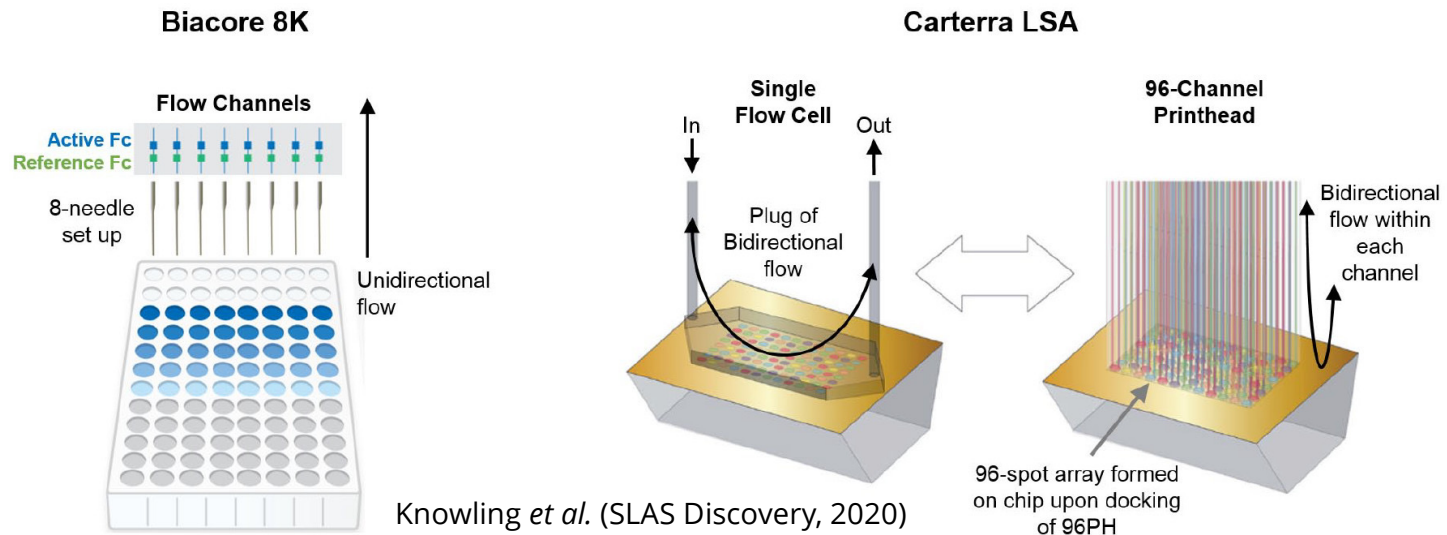 Biacore 8K
Carterra LSA
Flow Channels
Active Fc
Reference Fc
8-needle
set up
Unidirectional
flow
Single
Flow Cell
In
Out
Plug of
Bidirectional
flow
96-Channel
Printhead
Bidirectional
flow within
each
channel
96-spot array formed
on chip upon docking
of 96PH
Knowling et al. (SLAS Discovery, 2020)